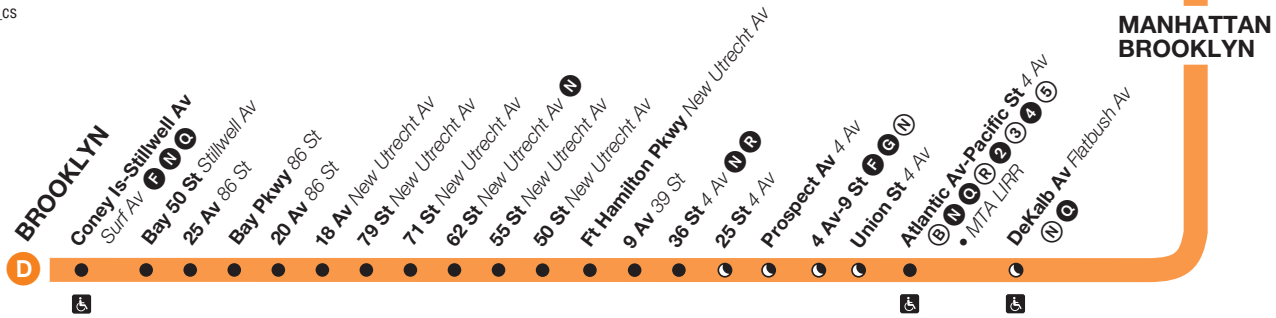 _cs
MANHATTAN
BROOKLYN
BROOKLYN
D
Coney Is-Stillwell Av
Surf Av F N Q
Bay 50 St Stillwell Av
25 Av 86 St
Bay Pkwy 86 St
20 Av 86 St
18 Av New Utrecht Av
79 St New Utrecht Av
71 St New Utrecht Av
62 St New Utrecht Av N
55 St New Utrecht Av
50 St New Utrecht Av
Ft Hamilton Pkwy New Utrecht Av
9 Av 39 St
36 St 4 Av N R
25 St 4 Av
Prospect Av 4 Av
4 Av-9 St F G N
Union St 4 Av
Atlantic Av-Pacific St 4 Av
B N Q R 2 3 4 5
• MTA LIRR
DeKalb Av Flatbush Av
N Q